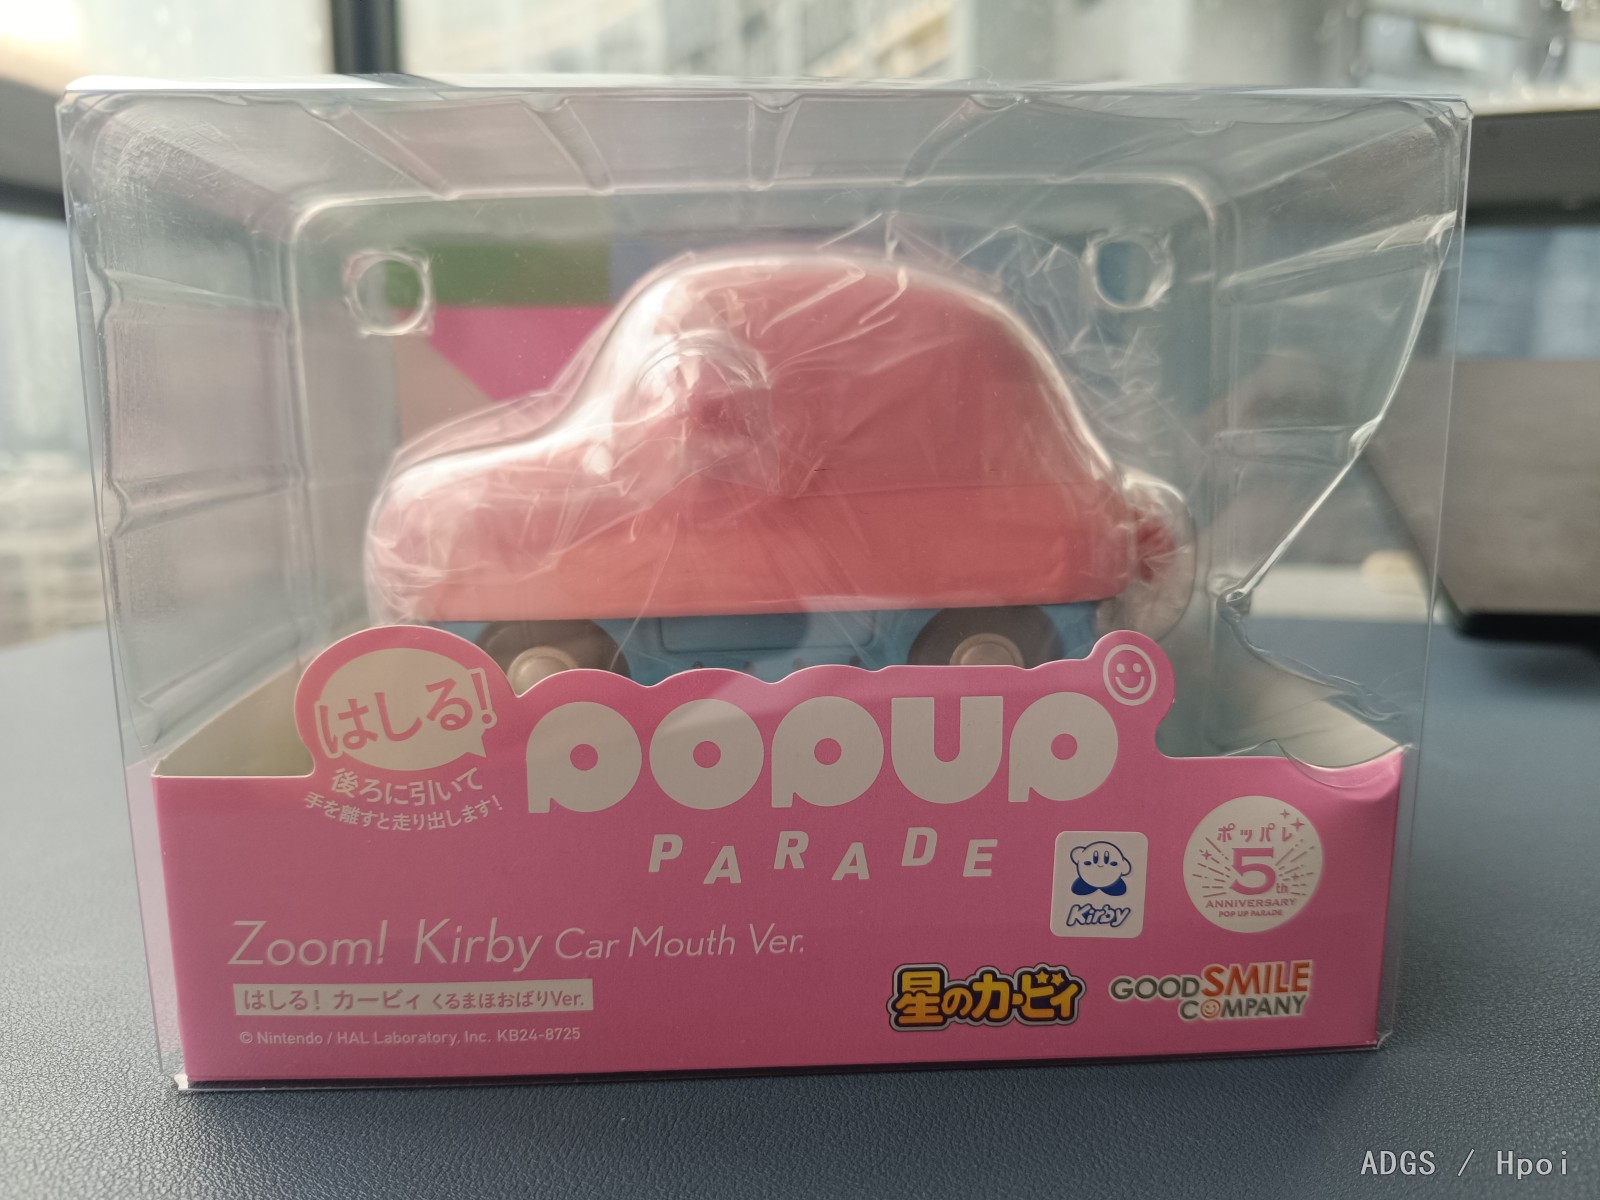 はしる!
後ろに引いて
手を離すと走り出します!
POPUP
PARADE
Kirby
ポッパレ
5th
ANNIVERSARY
POP UP PARADE
Zoom! Kirby Car Mouth Ver.
はしる! カービィ くるまほおばりVer.
© Nintendo / HAL Laboratory, Inc. KB24-8725
星のカービィ
GOOD SMILE
COMPANY
ADGS / Hpoi